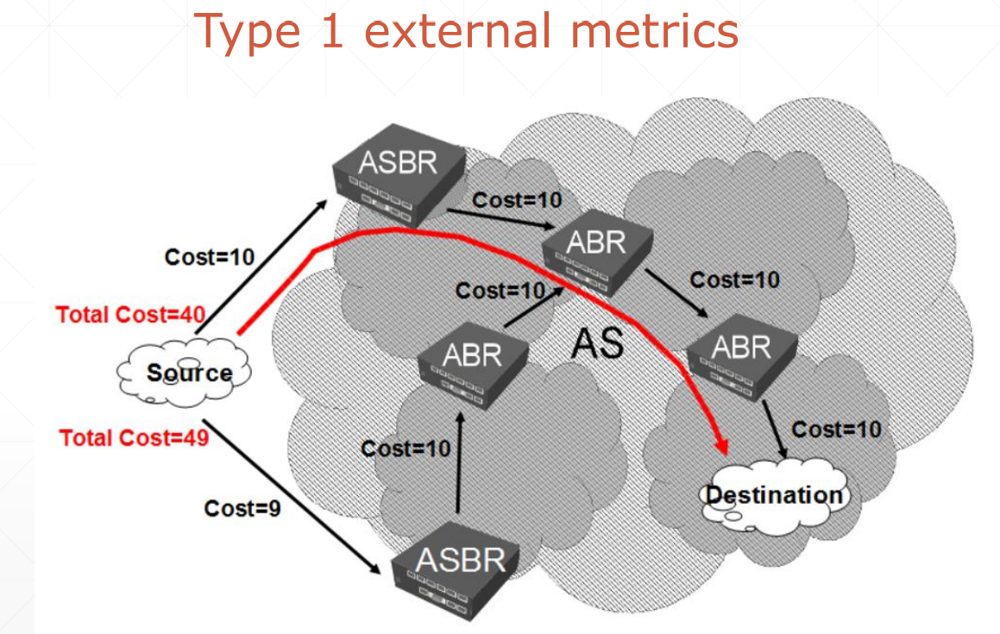 Type 1 external metrics
ASBR
Cost=10
ABR
Cost=10
Cost=10
Cost=10
Total Cost=40
AS
ABR
ABR
Source
Total Cost=49
Cost=10
Cost=10
Destination
Cost=9
ASBR